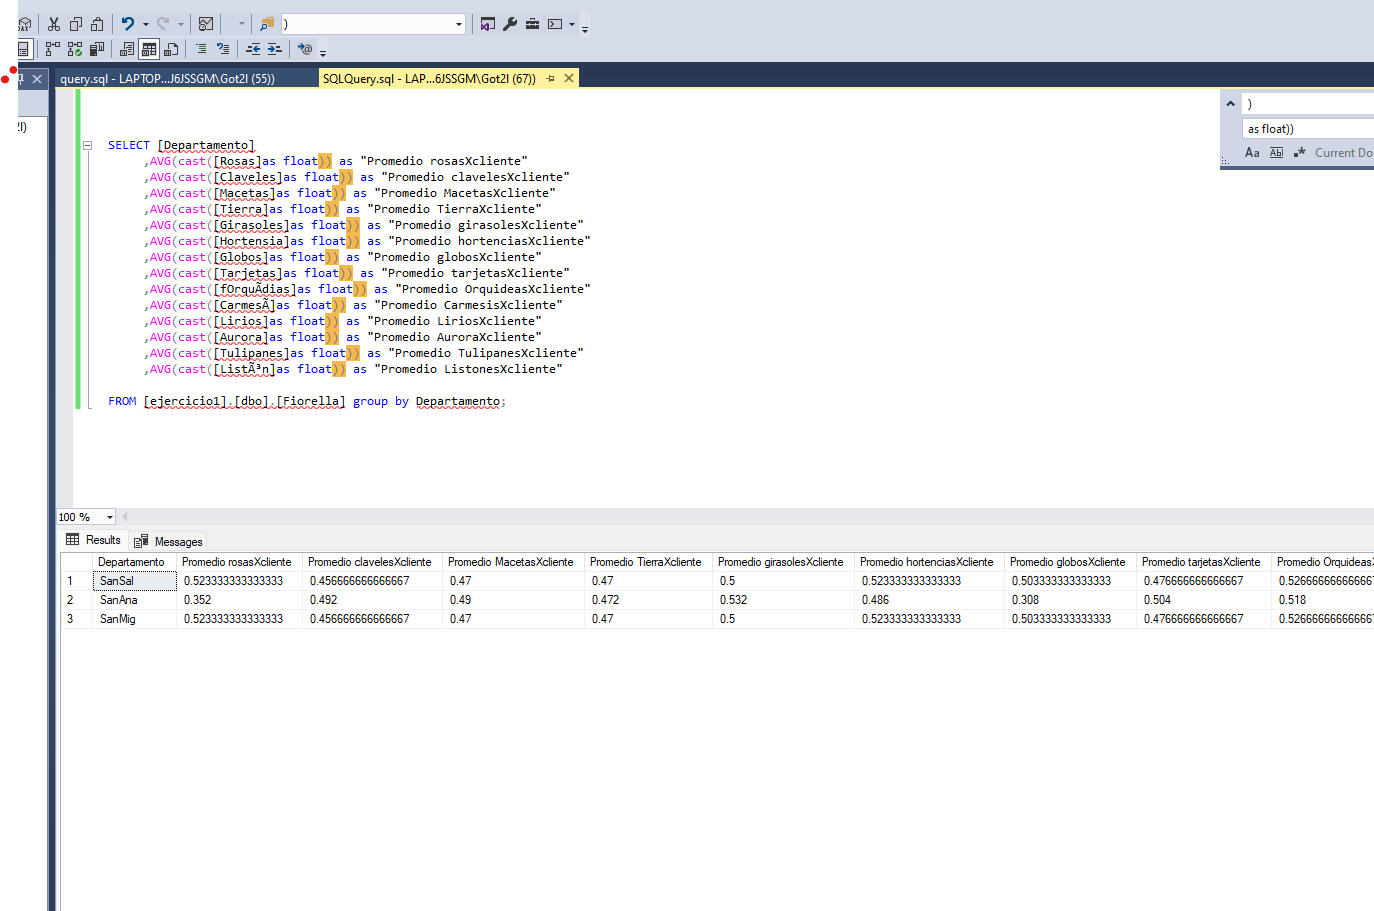 )
query.sql - LAPTOP...J6JSSGM\Got2l (55))
SQLQuery.sql - LAP...6JSSGM\Got2l (67))
)
as float))
Aa Ab Current Do
SELECT [Departamento]
,AVG(cast([Rosas]as float)) as "Promedio rosasXcliente"
,AVG(cast([Claveles]as float)) as "Promedio clavelesXcliente"
,AVG(cast([Macetas]as float)) as "Promedio MacetasXcliente"
,AVG(cast([Tierra]as float)) as "Promedio TierraXcliente"
,AVG(cast([Girasoles]as float)) as "Promedio girasolesXcliente"
,AVG(cast([Hortensia]as float)) as "Promedio hortenciasXcliente"
,AVG(cast([Globos]as float)) as "Promedio globosXcliente"
,AVG(cast([Tarjetas]as float)) as "Promedio tarjetasXcliente"
,AVG(cast([fOrquÃdias]as float)) as "Promedio OrquideasXcliente"
,AVG(cast([CarmesÃ]as float)) as "Promedio CarmesisXcliente"
,AVG(cast([Lirios]as float)) as "Promedio LiriosXcliente"
,AVG(cast([Aurora]as float)) as "Promedio AuroraXcliente"
,AVG(cast([Tulipanes]as float)) as "Promedio TulipanesXcliente"
,AVG(cast([ListÃ³n]as float)) as "Promedio ListonesXcliente"
FROM [ejercicio1].[dbo].[Fiorella] group by Departamento;
100 %
Results Messages
Departamento Promedio rosasXcliente Promedio clavelesXcliente Promedio MacetasXcliente Promedio TierraXcliente Promedio girasolesXcliente Promedio hortenciasXcliente Promedio globosXcliente Promedio tarjetasXcliente Promedio OrquideasX
1 SanSal 0.523333333333333 0.456666666666667 0.47 0.47 0.5 0.523333333333333 0.503333333333333 0.476666666666667 0.526666666666667
2 SanAna 0.352 0.492 0.49 0.472 0.532 0.486 0.308 0.504 0.518
3 SanMig 0.523333333333333 0.456666666666667 0.47 0.47 0.5 0.523333333333333 0.503333333333333 0.476666666666667 0.526666666666667